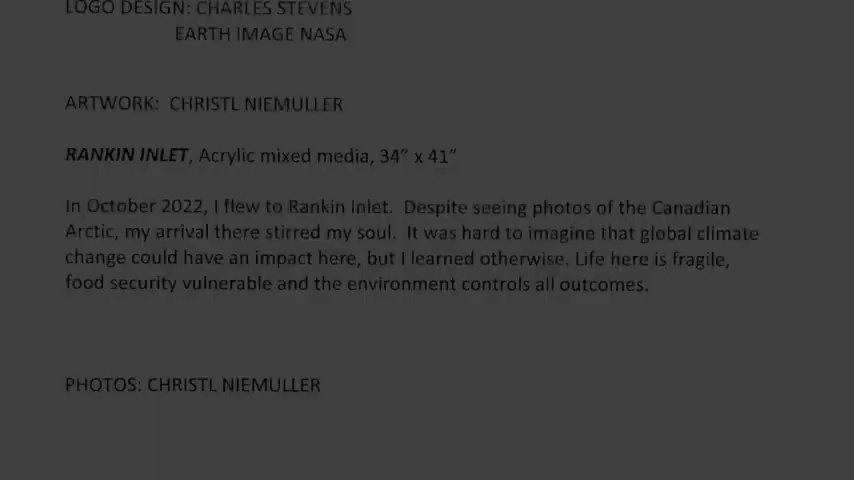 LOGO DESIGN: CHARLES STEVENS
EARTH IMAGE NASA
ARTWORK: CHRISTL NIEMULLER
RANKIN INLET, Acrylic mixed media, 34” x 41”
In October 2022, I flew to Rankin Inlet. Despite seeing photos of the Canadian
Arctic, my arrival there stirred my soul. It was hard to imagine that global climate
change could have an impact here, but I learned otherwise. Life here is fragile,
food security vulnerable and the environment controls all outcomes.
PHOTOS: CHRISTL NIEMULLER